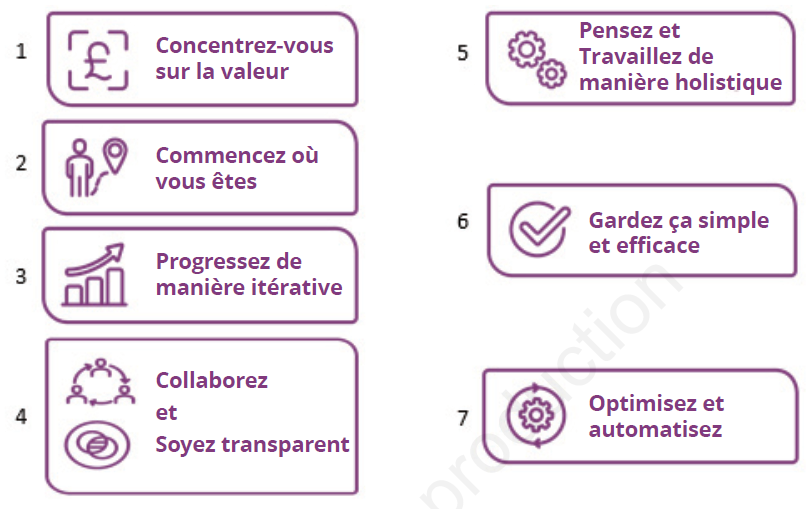 1
Concentrez-vous
sur la valeur
2
Commencez où
vous êtes
3
Progressez de
manière itérative
4
Collaborez
et
Soyez transparent
5
Pensez et
Travaillez de
manière holistique
6
Gardez ça simple
et efficace
7
Optimisez et
automatisez
production